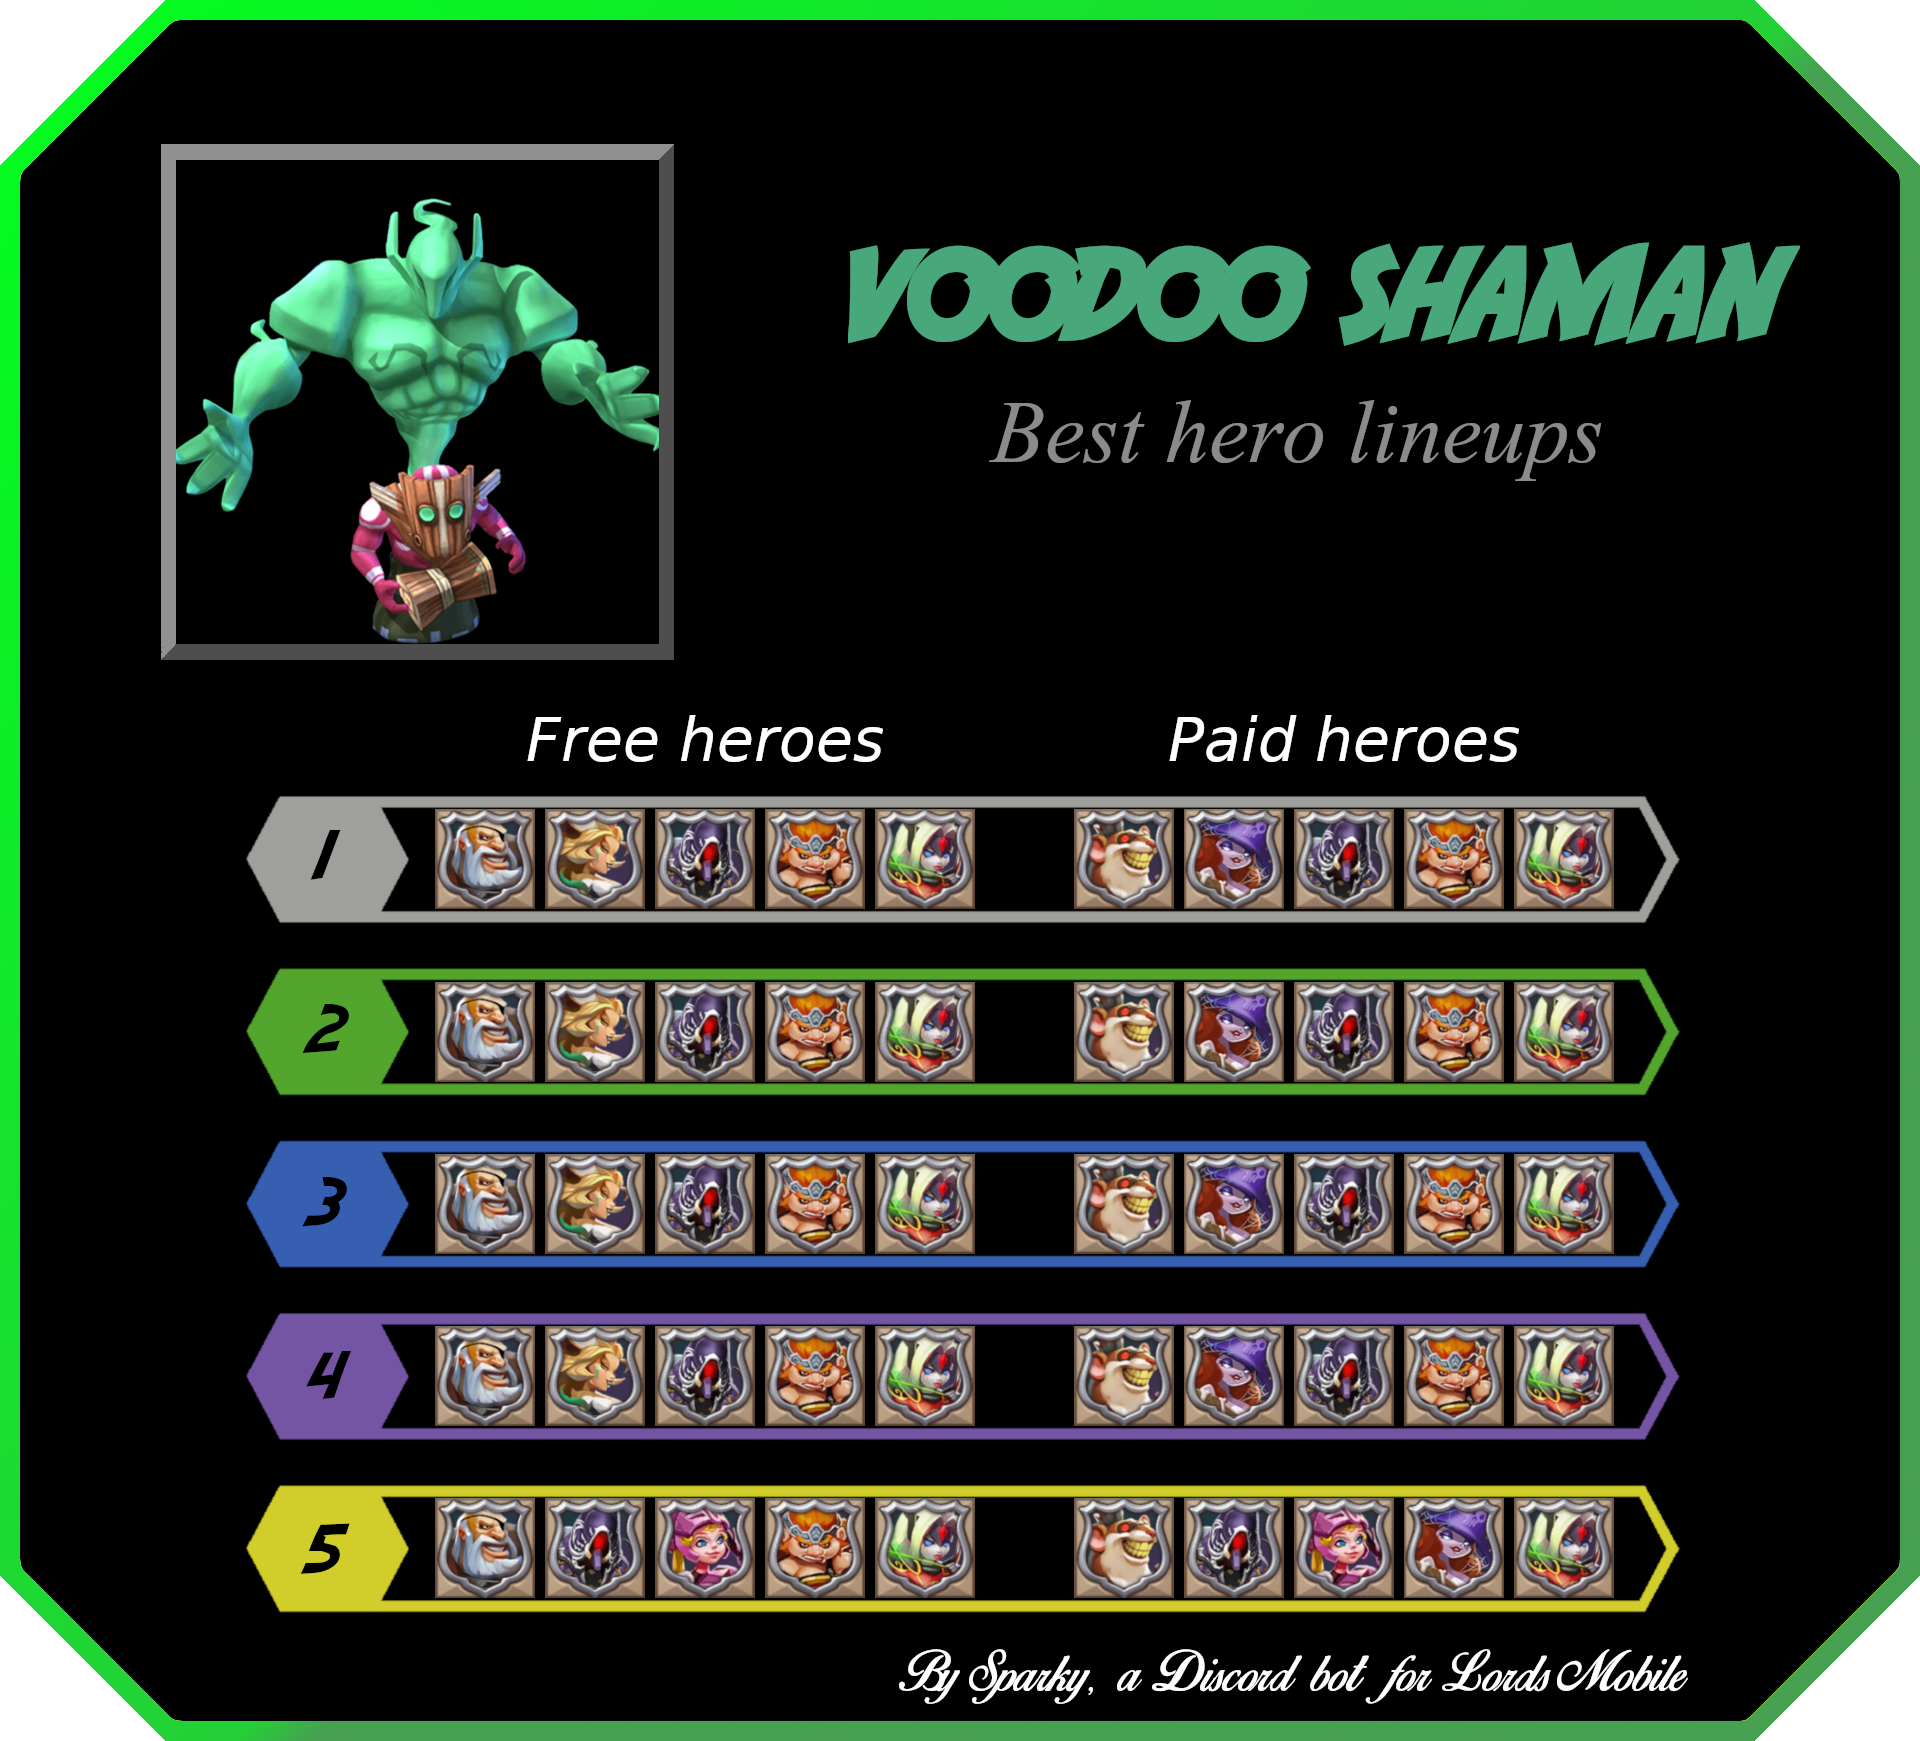 VOODOO SHAMAN
Best hero lineups
Free heroes Paid heroes
1
2
3
4
5
By Sparky, a Discord bot for Lords Mobile